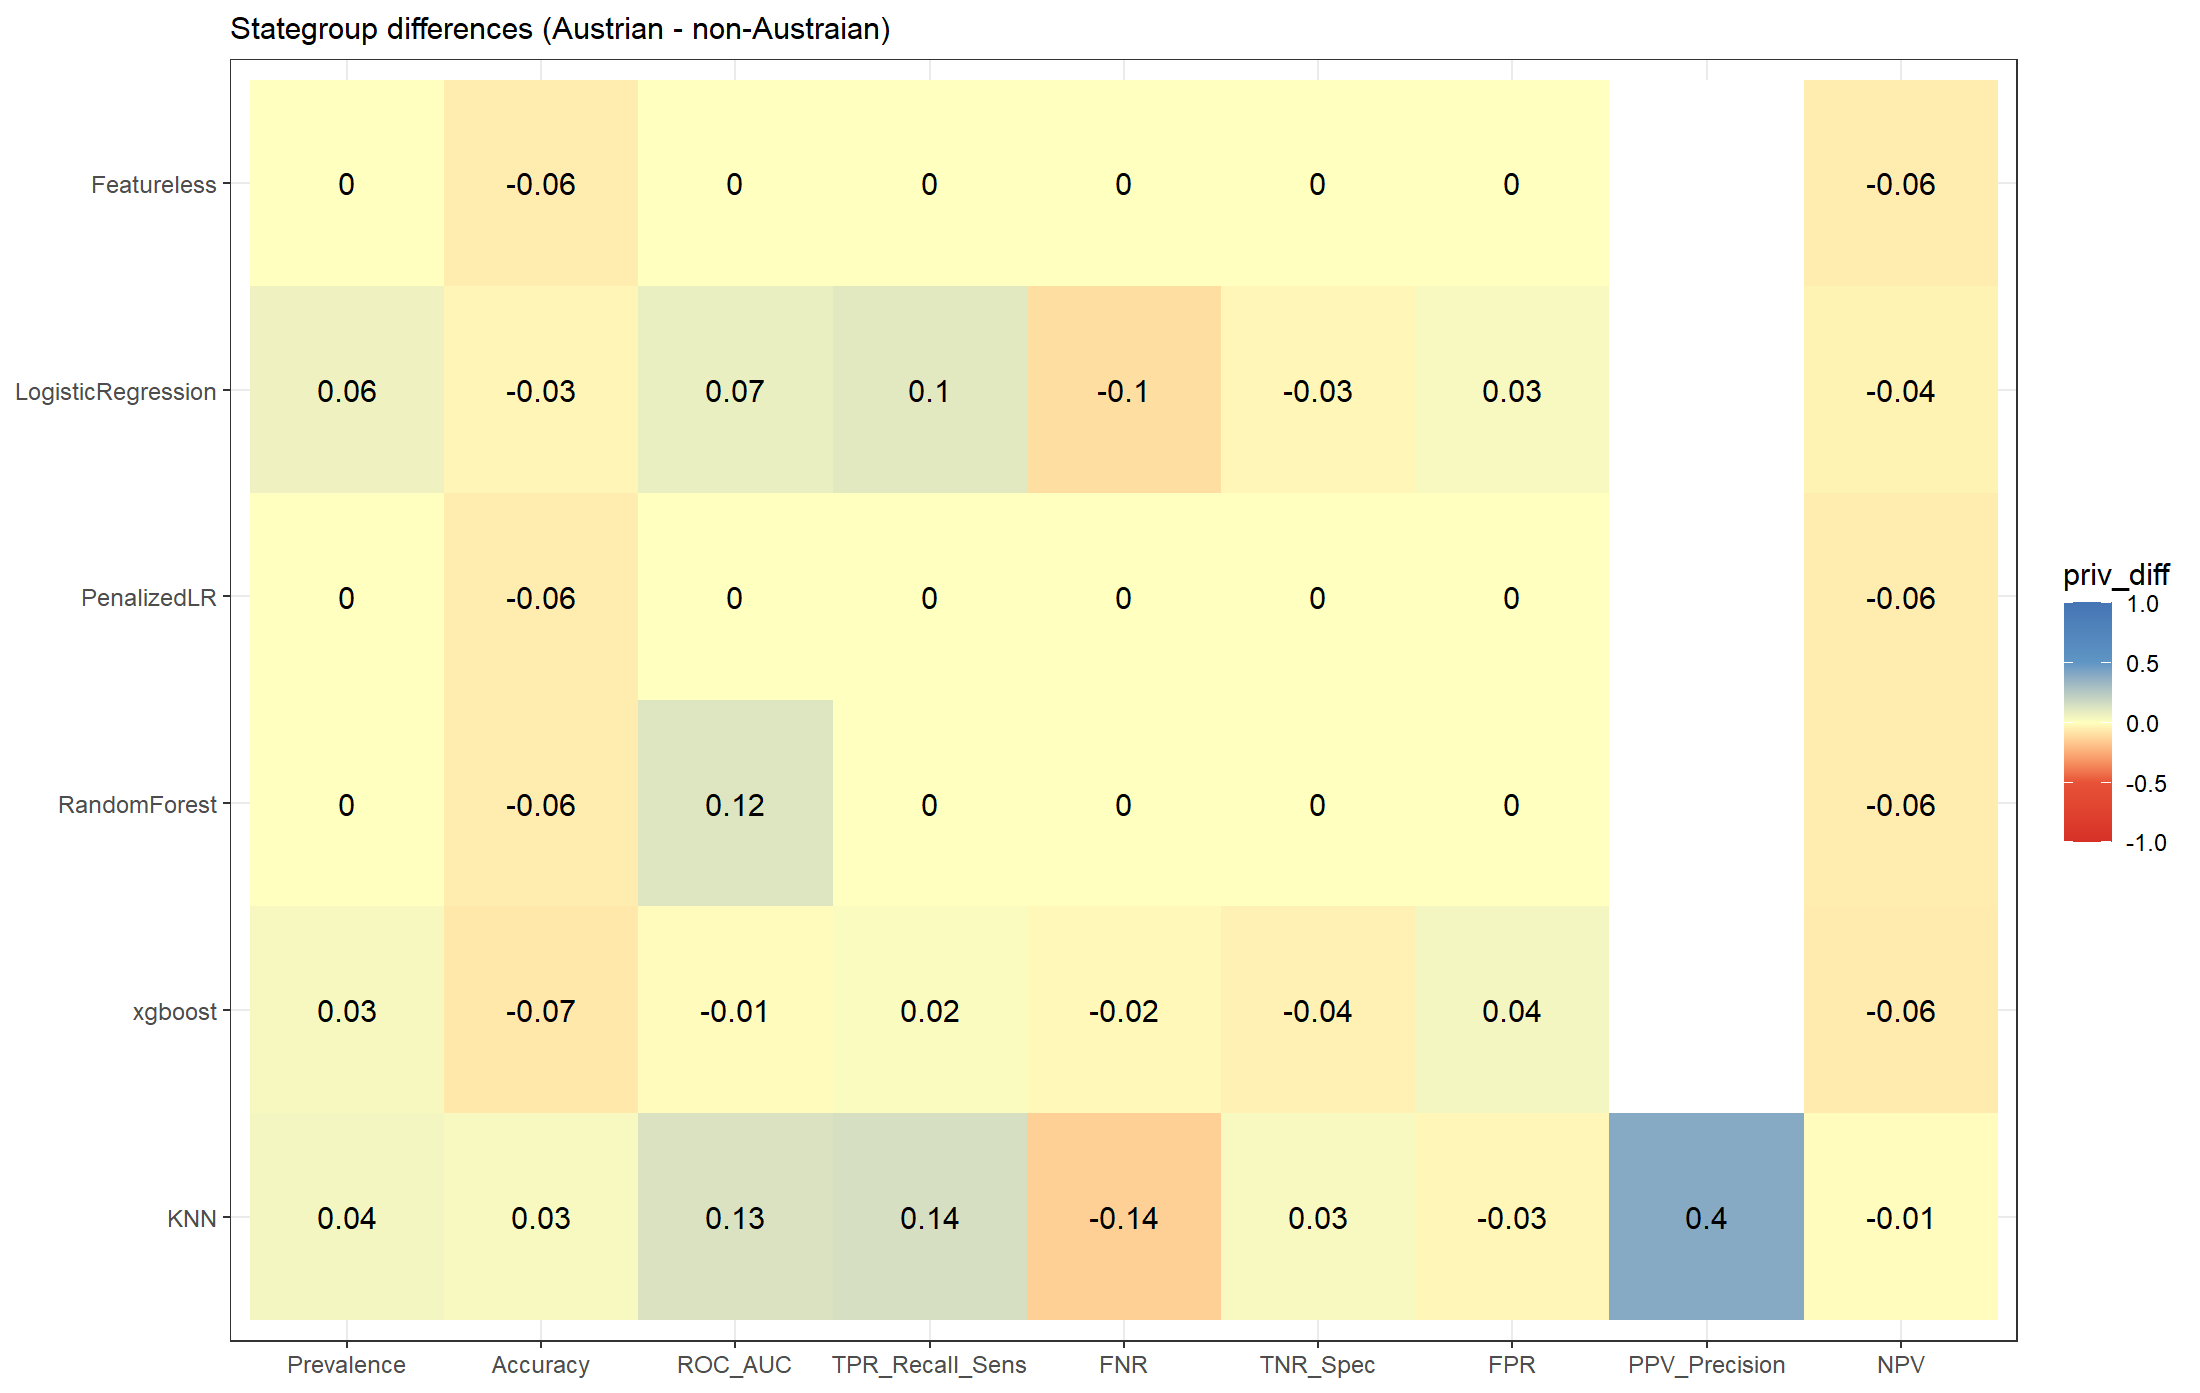 Stategroup differences (Austrian - non-Austraian)
Featureless 0 -0.06 0 0 0 0 0 -0.06
LogisticRegression 0.06 -0.03 0.07 0.1 -0.1 -0.03 0.03 -0.04
PenalizedLR 0 -0.06 0 0 0 0 0 -0.06
RandomForest 0 -0.06 0.12 0 0 0 0 -0.06
xgboost 0.03 -0.07 -0.01 0.02 -0.02 -0.04 0.04 -0.06
KNN 0.04 0.03 0.13 0.14 -0.14 0.03 -0.03 0.4 -0.01
Prevalence Accuracy ROC_AUC TPR_Recall_Sens FNR TNR_Spec FPR PPV_Precision NPV
priv_diff
1.0
0.5
0.0
-0.5
-1.0